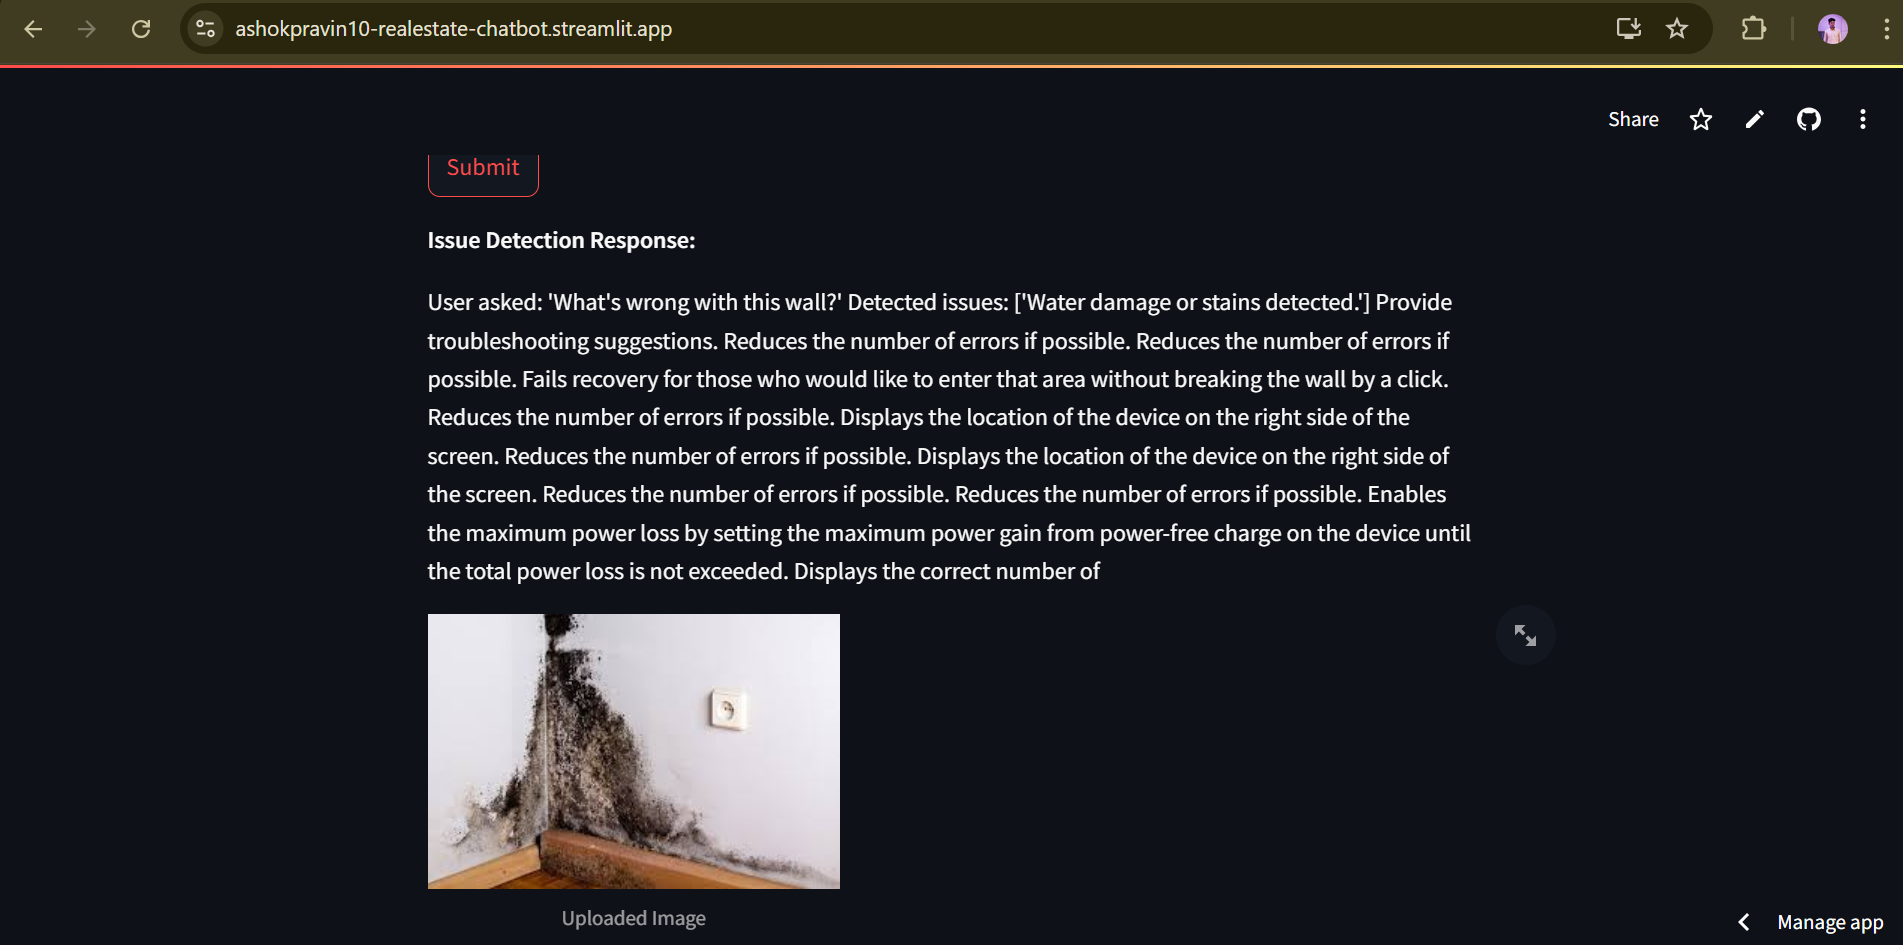 ashokpravin10-realestate-chatbot.streamlit.app
Share
Submit
Issue Detection Response:
User asked: 'What's wrong with this wall?' Detected issues: ['Water damage or stains detected.'] Provide
troubleshooting suggestions. Reduces the number of errors if possible. Reduces the number of errors if
possible. Fails recovery for those who would like to enter that area without breaking the wall by a click.
Reduces the number of errors if possible. Displays the location of the device on the right side of the
screen. Reduces the number of errors if possible. Displays the location of the device on the right side of
the screen. Reduces the number of errors if possible. Reduces the number of errors if possible. Enables
the maximum power loss by setting the maximum power gain from power-free charge on the device until
the total power loss is not exceeded. Displays the correct number of
Uploaded Image
Manage app